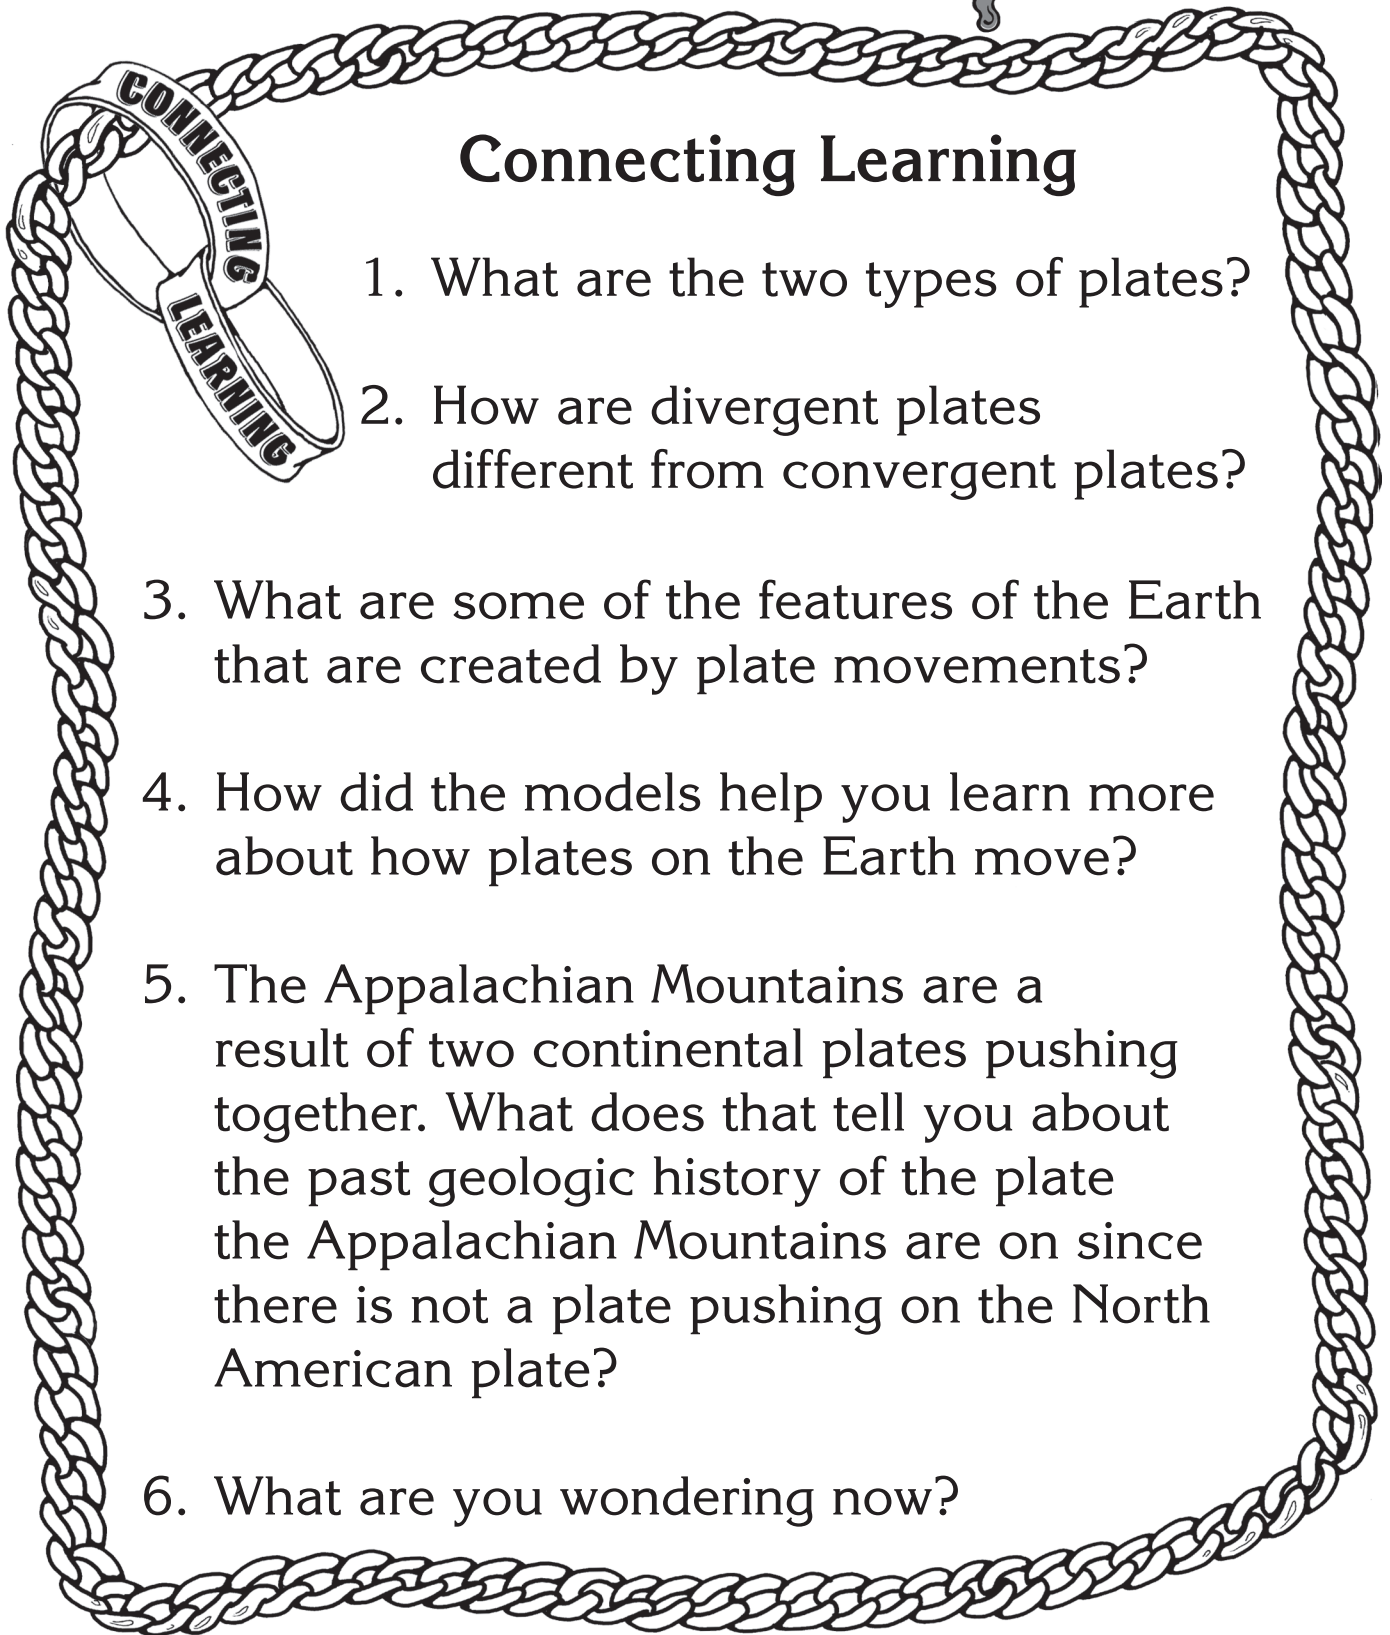 CONNECTING
LEARNING
Connecting Learning
1. What are the two types of plates?
2. How are divergent plates
different from convergent plates?
3. What are some of the features of the Earth
that are created by plate movements?
4. How did the models help you learn more
about how plates on the Earth move?
5. The Appalachian Mountains are a
result of two continental plates pushing
together. What does that tell you about
the past geologic history of the plate
the Appalachian Mountains are on since
there is not a plate pushing on the North
American plate?
6. What are you wondering now?